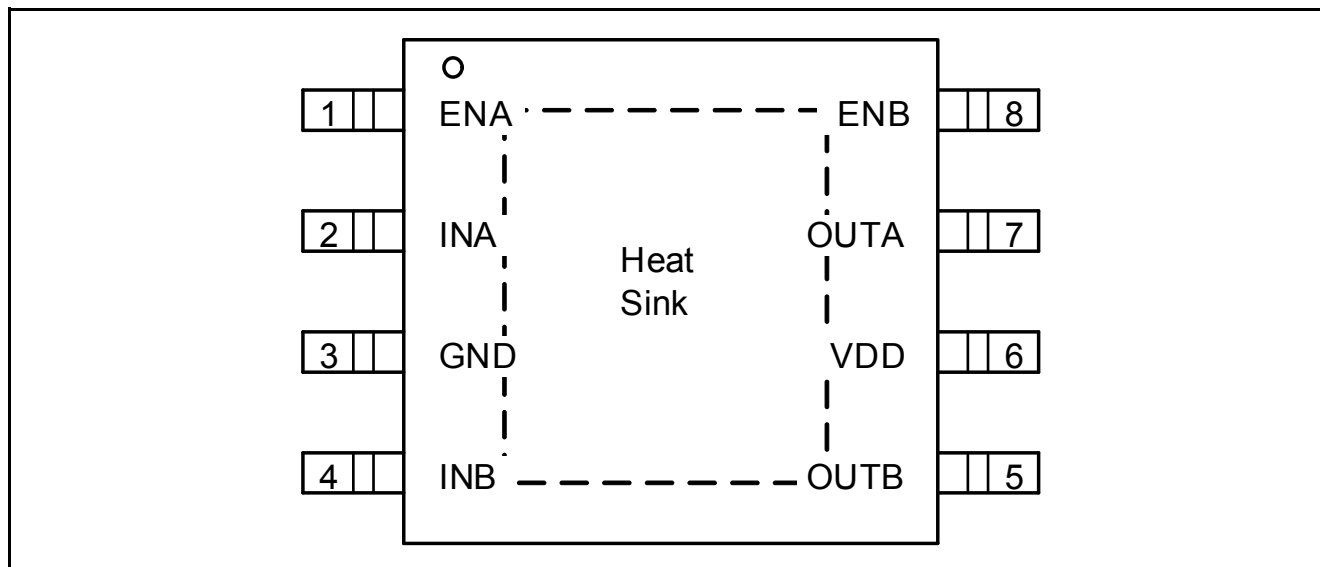 1 ENA ENB 8
2 INA OUTA 7
Heat
Sink
3 GND VDD 6
4 INB OUTB 5